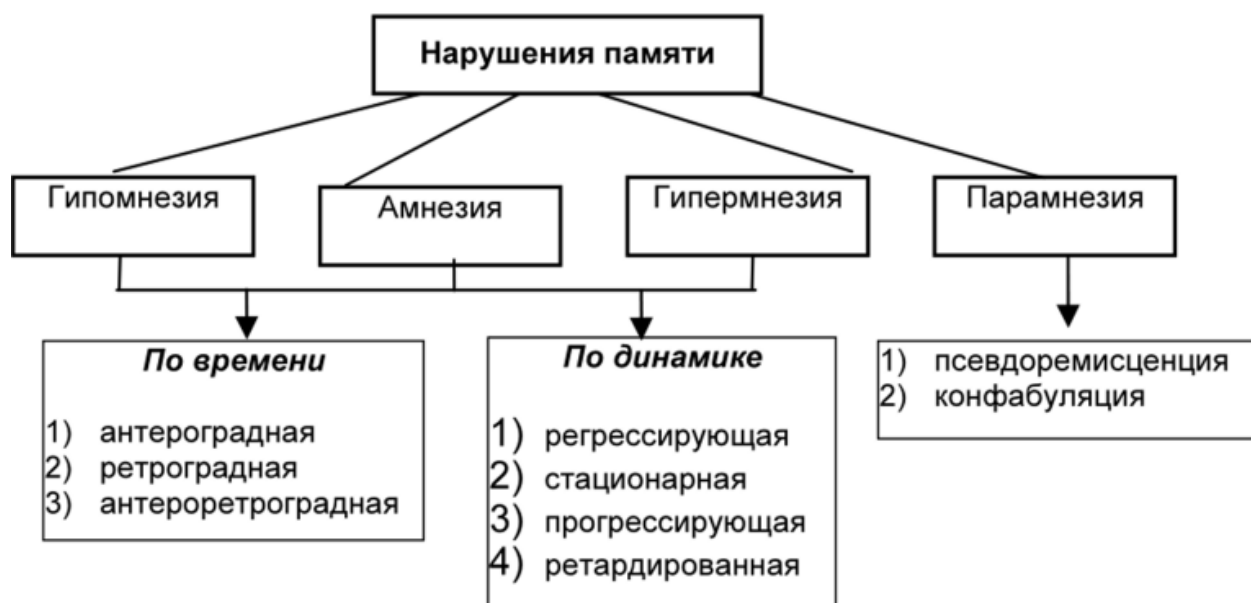 Нарушения памяти
Гипомнезия
Амнезия
Гипермнезия
Парамнезия
По времени
1) антероградная
2) ретроградная
3) антероретроградная
По динамике
1) регрессирующая
2) стационарная
3) прогрессирующая
4) ретардированная
1) псевдоремисценция
2) конфабуляция